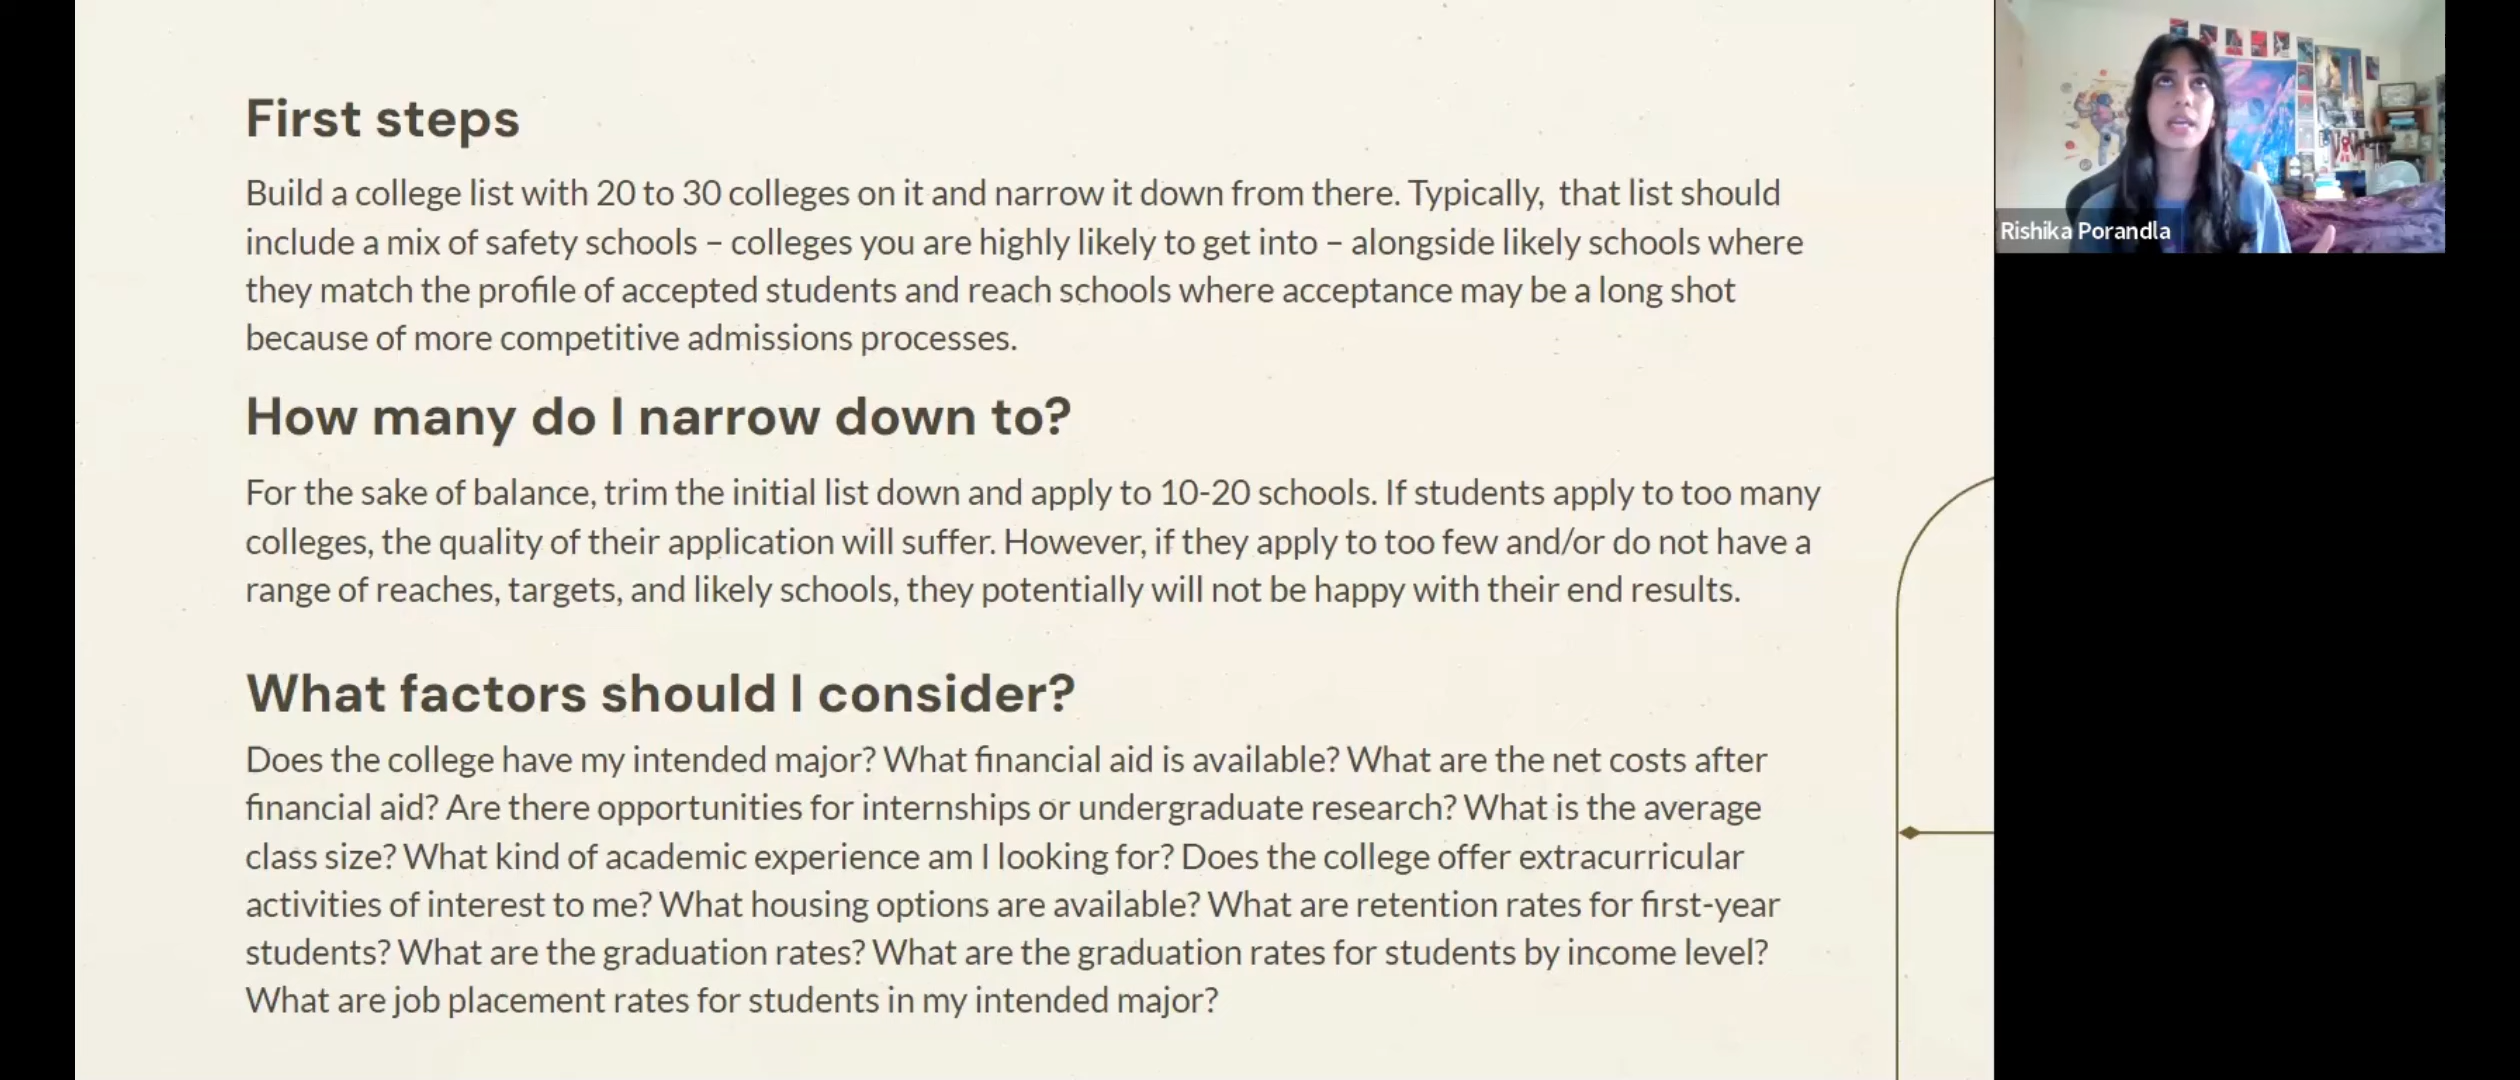 First steps
Build a college list with 20 to 30 colleges on it and narrow it down from there. Typically,  that list should
include a mix of safety schools – colleges you are highly likely to get into – alongside likely schools where
they match the profile of accepted students and reach schools where acceptance may be a long shot
because of more competitive admissions processes.
How many do I narrow down to?
For the sake of balance, trim the initial list down and apply to 10-20 schools. If students apply to too many
colleges, the quality of their application will suffer. However, if they apply to too few and/or do not have a
range of reaches, targets, and likely schools, they potentially will not be happy with their end results.
What factors should I consider?
Does the college have my intended major? What financial aid is available? What are the net costs after
financial aid? Are there opportunities for internships or undergraduate research? What is the average
class size? What kind of academic experience am I looking for? Does the college offer extracurricular
activities of interest to me? What housing options are available? What are retention rates for first-year
students? What are the graduation rates? What are the graduation rates for students by income level?
What are job placement rates for students in my intended major?
Rishika Porandla